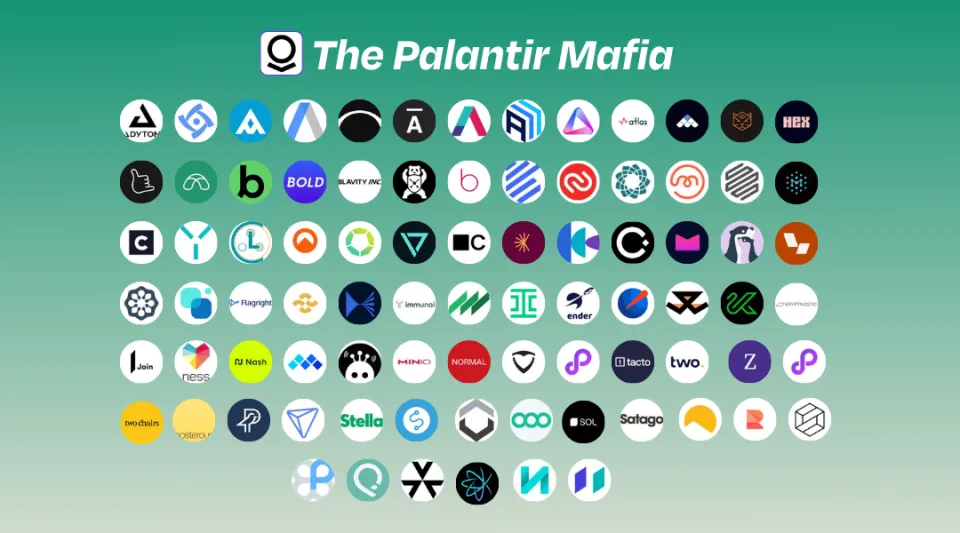 The Palantir Mafia
ADYTON
Ā
atlas
HEX
b
BOLD
BLAVITY INC
b
C
L
C
Flagright
immunai
ender
Join
ness
Nash
MINIO
NORMAL
tacto
two.
Z
two chairs
posterous
Stella
SOL
Satago
R
P